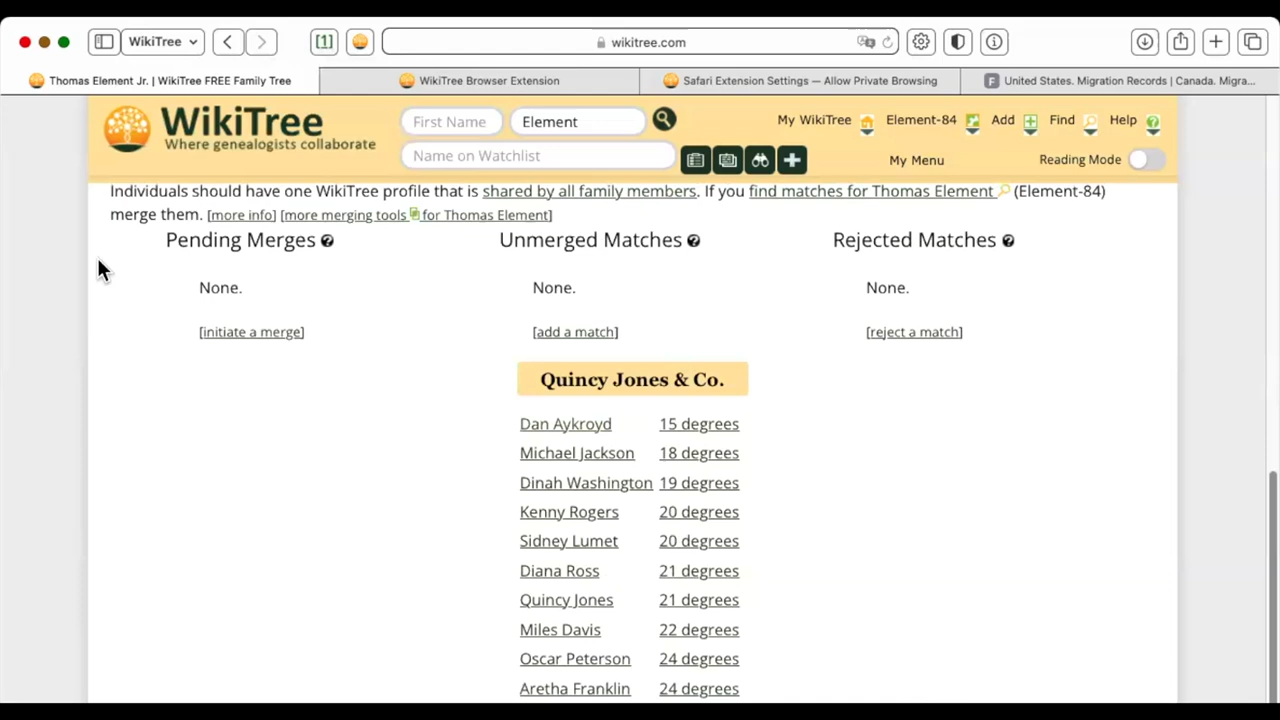 WikiTree
[1]
wikitree.com
Thomas Element Jr. | WikiTree FREE Family Tree
WikiTree Browser Extension
Safari Extension Settings — Allow Private Browsing
United States. Migration Records | Canada. Migra...
WikiTree
Where genealogists collaborate
First Name
Element
Name on Watchlist
My WikiTree
Element-84
Add
Find
Help
My Menu
Reading Mode
Individuals should have one WikiTree profile that is shared by all family members. If you find matches for Thomas Element (Element-84)
merge them. [more info] [more merging tools for Thomas Element]
Pending Merges
Unmerged Matches
Rejected Matches
None.
None.
None.
[initiate a merge]
[add a match]
[reject a match]
Quincy Jones & Co.
Dan Aykroyd 15 degrees
Michael Jackson 18 degrees
Dinah Washington 19 degrees
Kenny Rogers 20 degrees
Sidney Lumet 20 degrees
Diana Ross 21 degrees
Quincy Jones 21 degrees
Miles Davis 22 degrees
Oscar Peterson 24 degrees
Aretha Franklin 24 degrees